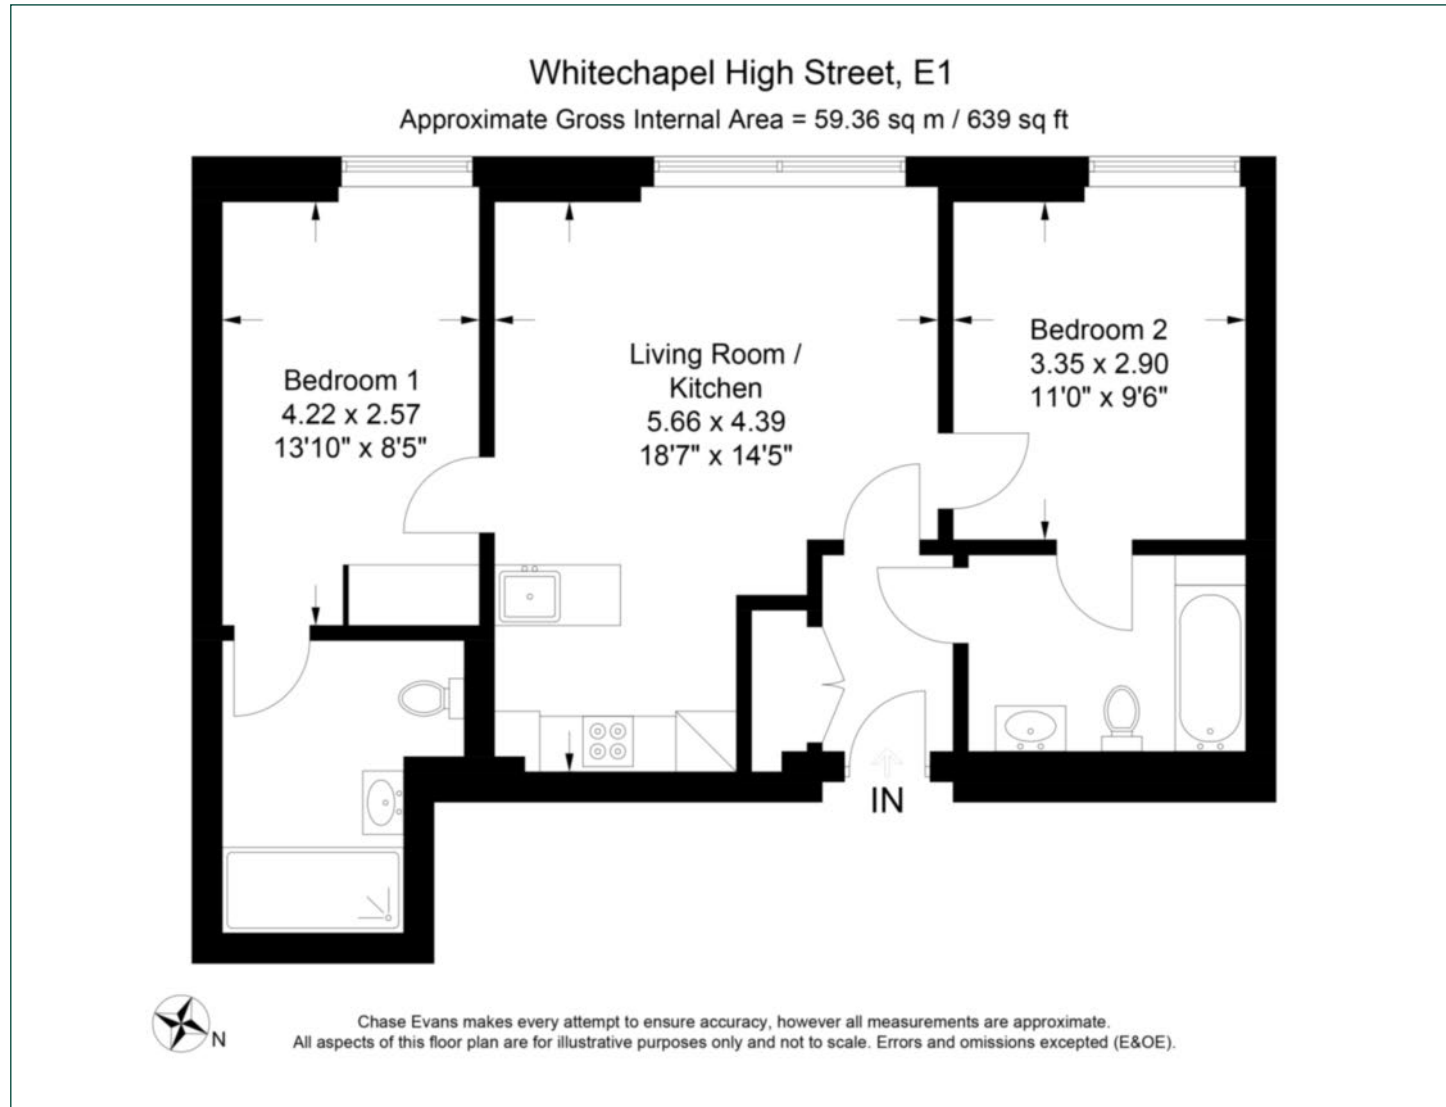 Whitechapel High Street, E1
Approximate Gross Internal Area = 59.36 sq m / 639 sq ft
Bedroom 1
4.22 x 2.57
13'10" x 8'5"
Living Room /
Kitchen
5.66 x 4.39
18'7" x 14'5"
Bedroom 2
3.35 x 2.90
11'0" x 9'6"
IN
N
Chase Evans makes every attempt to ensure accuracy, however all measurements are approximate.
All aspects of this floor plan are for illustrative purposes only and not to scale. Errors and omissions excepted (E&OE).